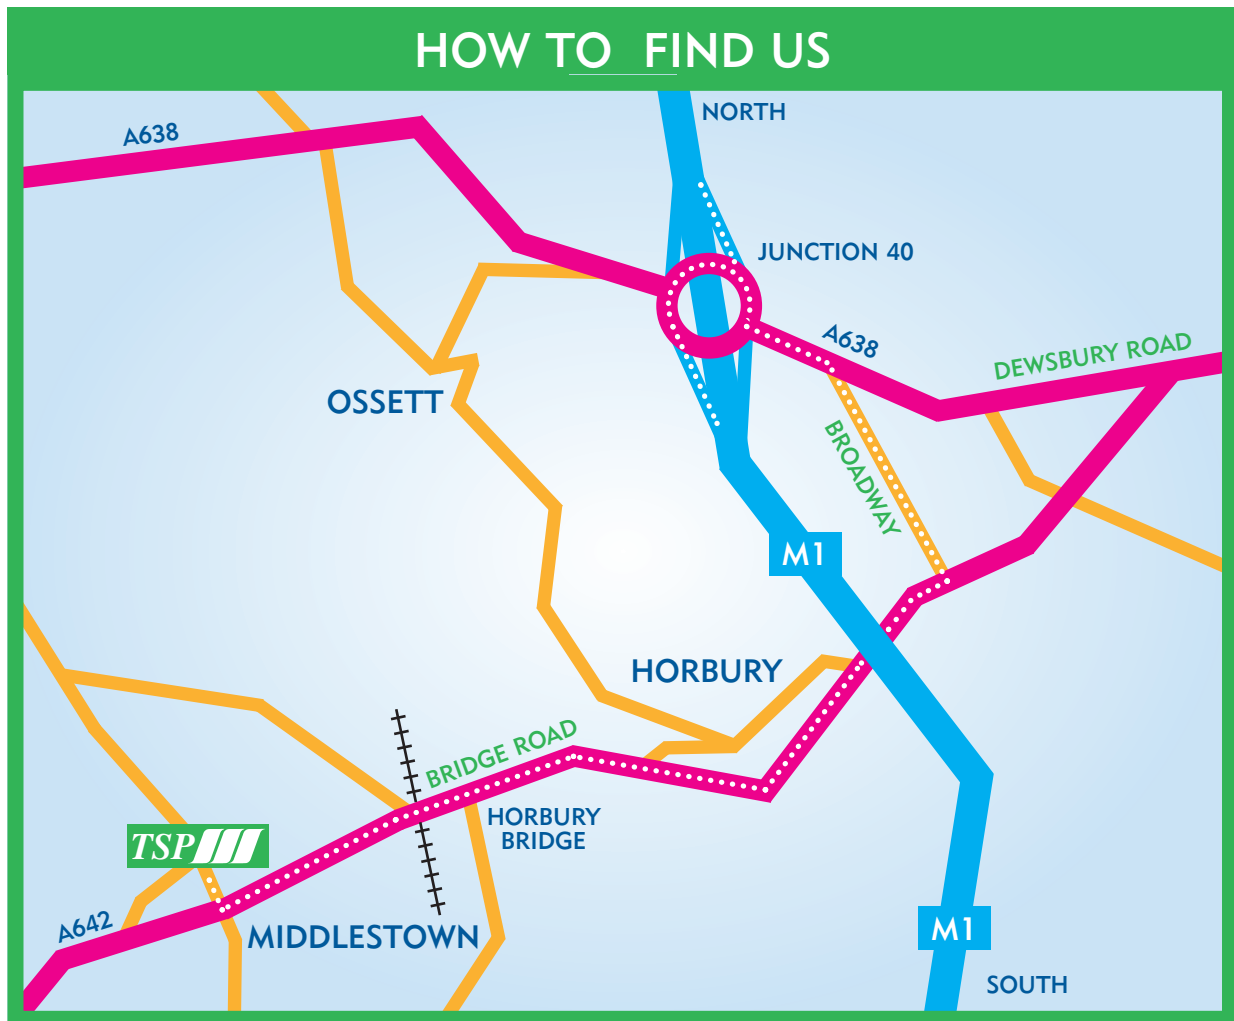 HOW TO FIND US
NORTH
A638
JUNCTION 40
A638
DEWSBURY ROAD
OSSETT
BROADWAY
M1
HORBURY
BRIDGE ROAD
HORBURY
BRIDGE
TSP
A642
MIDDLESTOWN
M1
SOUTH